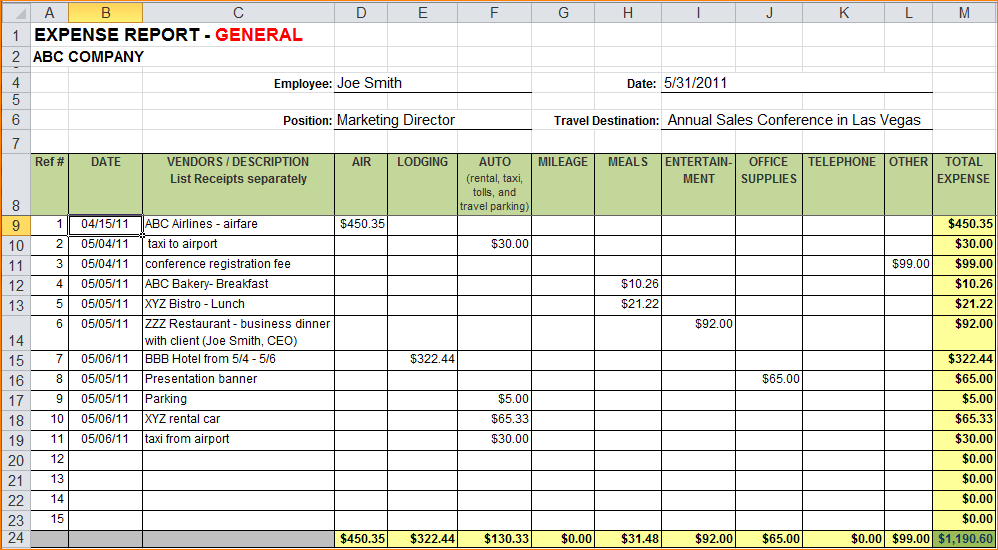 A B C D E F G H I J K L M
1 EXPENSE REPORT - GENERAL
2 ABC COMPANY
4 Employee: Joe Smith Date: 5/31/2011
5
6 Position: Marketing Director Travel Destination: Annual Sales Conference in Las Vegas
7
8 Ref # DATE VENDORS / DESCRIPTION List Receipts separately AIR LODGING AUTO (rental, taxi, tolls, and travel parking) MILEAGE MEALS ENTERTAIN-MENT OFFICE SUPPLIES TELEPHONE OTHER TOTAL EXPENSE
9 1 04/15/11 ABC Airlines - airfare $450.35 $450.35
10 2 05/04/11 taxi to airport $30.00 $30.00
11 3 05/04/11 conference registration fee $99.00 $99.00
12 4 05/05/11 ABC Bakery- Breakfast $10.26 $10.26
13 5 05/05/11 XYZ Bistro - Lunch $21.22 $21.22
14 6 05/05/11 ZZZ Restaurant - business dinner $92.00 $92.00
with client (Joe Smith, CEO)
15 7 05/06/11 BBB Hotel from 5/4 - 5/6 $322.44 $322.44
16 8 05/05/11 Presentation banner $65.00 $65.00
17 9 05/05/11 Parking $5.00 $5.00
18 10 05/06/11 XYZ rental car $65.33 $65.33
19 11 05/06/11 taxi from airport $30.00 $30.00
20 12 $0.00
21 13 $0.00
22 14 $0.00
23 15 $0.00
24 $450.35 $322.44 $130.33 $0.00 $31.48 $92.00 $65.00 $0.00 $99.00 $1,190.60